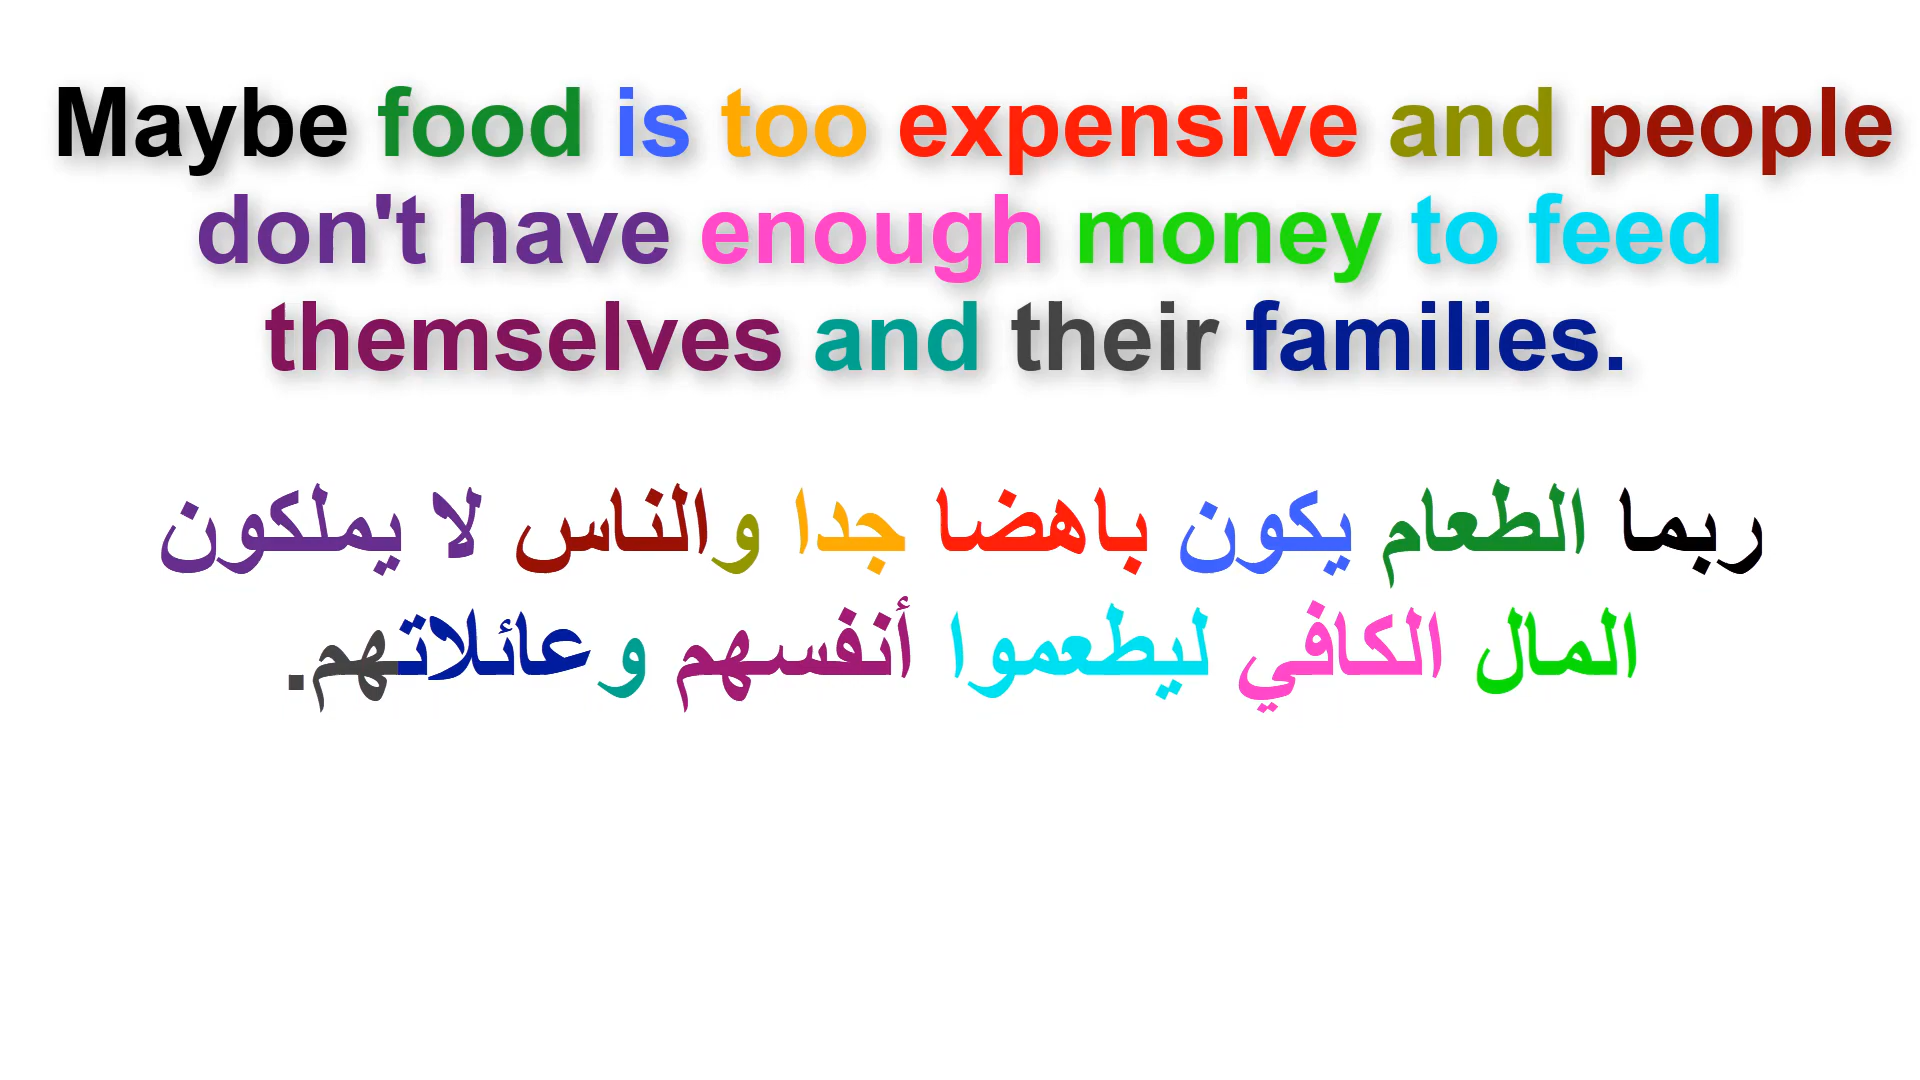 Maybe food is too expensive and people
don't have enough money to feed
themselves and their families.
ربما الطعام يكون باهضا جدا والناس لا يملكون
المال الكافي ليطعموا أنفسهم وعائلاتهم.